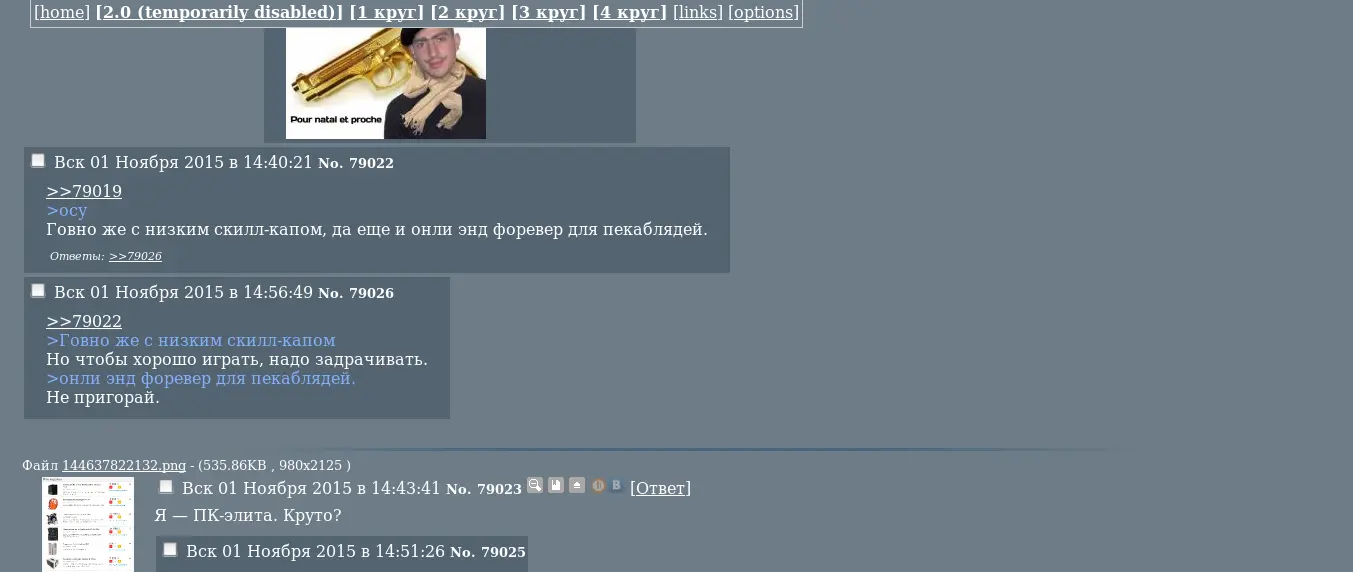 [home] [2.0 (temporarily disabled)] [1 круг] [2 круг] [3 круг] [4 круг] [links] [options]
Pour natal et proche
Вск 01 Ноября 2015 в 14:40:21 No. 79022
>>79019
>осу
Говно же с низким скилл-капом, да еще и онли энд форевер для пекаблядей.
Ответы: >>79026
Вск 01 Ноября 2015 в 14:56:49 No. 79026
>>79022
>Говно же с низким скилл-капом
Но чтобы хорошо играть, надо задрачивать.
>онли энд форевер для пекаблядей.
Не пригорай.
Файл 144637822132.png - (535.86KB , 980x2125 )
Вск 01 Ноября 2015 в 14:43:41 No. 79023 [Ответ]
Я — ПК-элита. Круто?
Вск 01 Ноября 2015 в 14:51:26 No. 79025